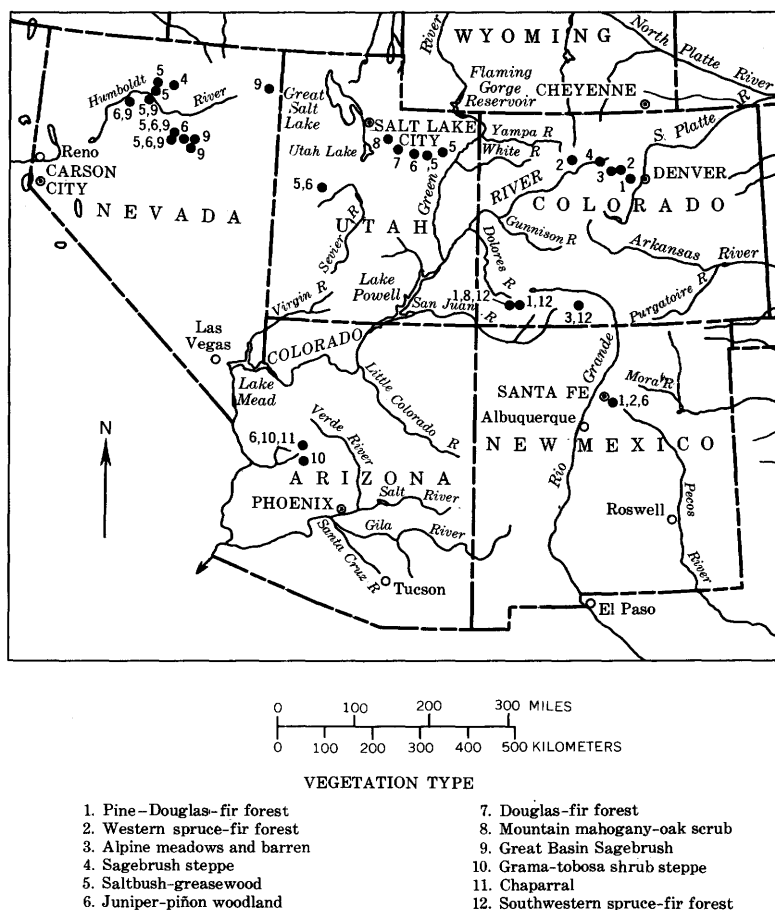 WYOMING
River
North Platte River
Flaming Gorge Reservoir
CHEYENNE
5
4
5
Humboldt River
5,9
6,9
9
Great Salt Lake
SALT LAKE CITY
Utah Lake
8
7
6
5
5
Yampa R
White R
Green
S. Platte R
2
4
3
2
1
DENVER
5,6,9
6
5,6,9
9
9
Reno
CARSON CITY
NEVADA
5,6
UTAH
Sevier R
RIVER
COLORADO
Gunnison R
Dolores R
Arkansas River
Purgatoire R
Lake Powell
San Juan R
Virgin R
1,8,12
1,12
3,12
Las Vegas
COLORADO
Lake Mead
Little Colorado R
Grande
SANTA FE
Mora R
1,2,6
Albuquerque
NEW MEXICO
N
Verde River
6,10,11
10
ARIZONA
PHOENIX
Salt River
Gila River
Santa Cruz R
Tucson
Rio
Roswell
Pecos River
El Paso
0 100 200 300 MILES
0 100 200 300 400 500 KILOMETERS
VEGETATION TYPE
1. Pine–Douglas-fir forest
2. Western spruce-fir forest
3. Alpine meadows and barren
4. Sagebrush steppe
5. Saltbush-greasewood
6. Juniper-piñon woodland
7. Douglas-fir forest
8. Mountain mahogany-oak scrub
9. Great Basin Sagebrush
10. Grama-tobosa shrub steppe
11. Chaparral
12. Southwestern spruce-fir forest